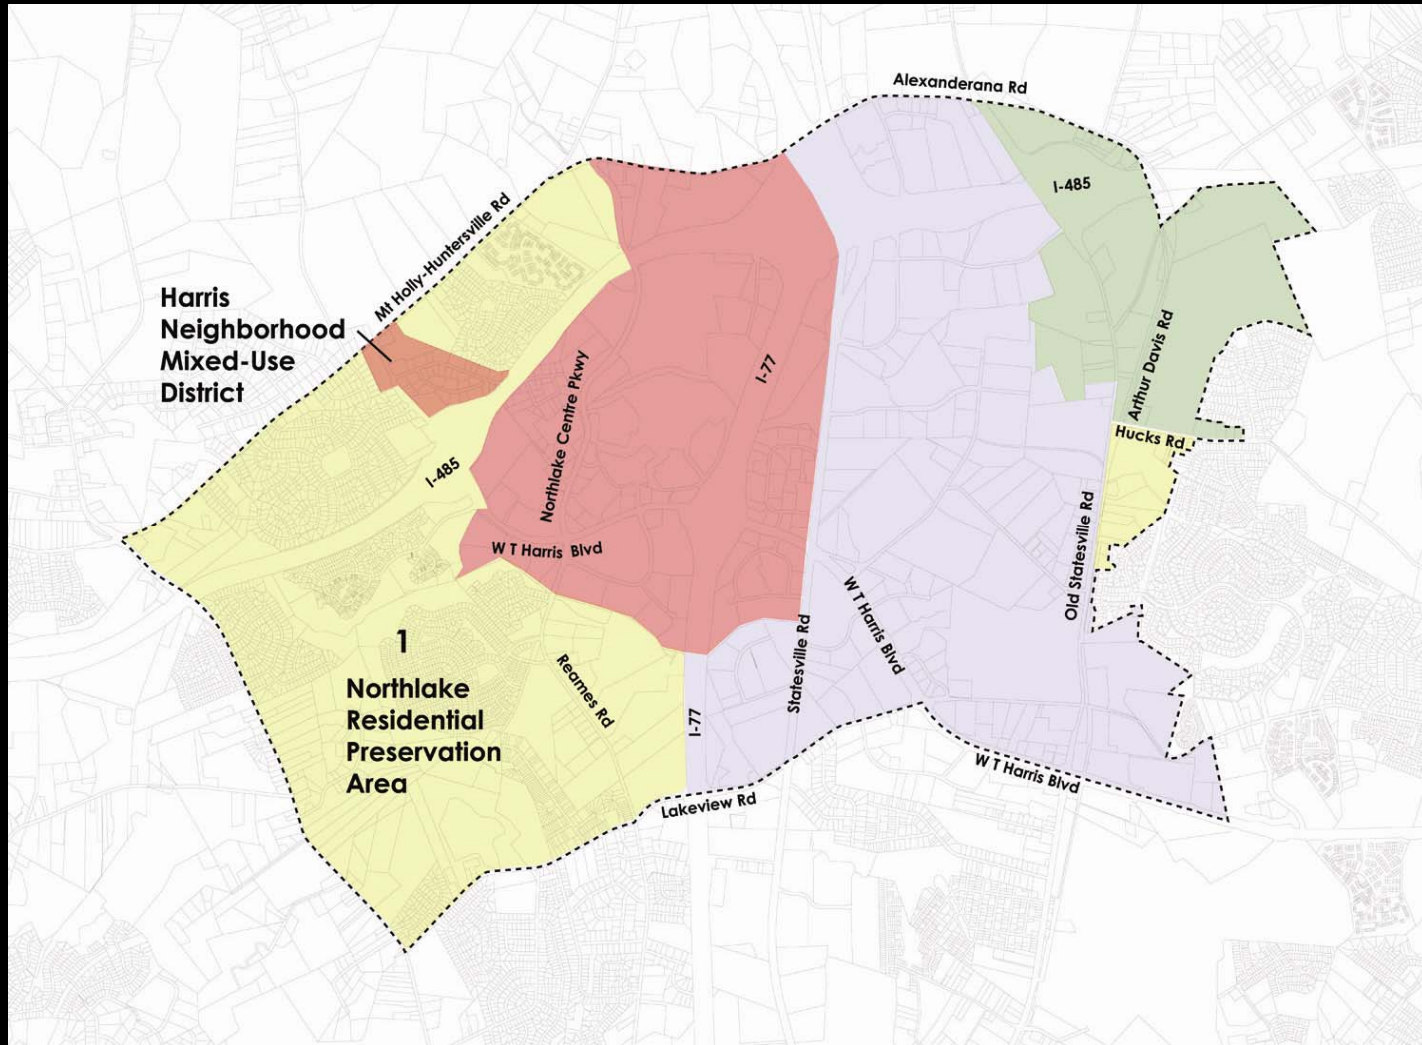 Alexanderana Rd
I-485
Mt Holly-Huntersville Rd
Harris
Neighborhood
Mixed-Use
District
Arthur Davis Rd
I-77
Northlake Centre Pkwy
Hucks Rd
I-485
W T Harris Blvd
Old Statesville Rd
W T Harris Blvd
1
Northlake
Residential
Preservation
Area
Reames Rd
Statesville Rd
I-77
W T Harris Blvd
Lakeview Rd